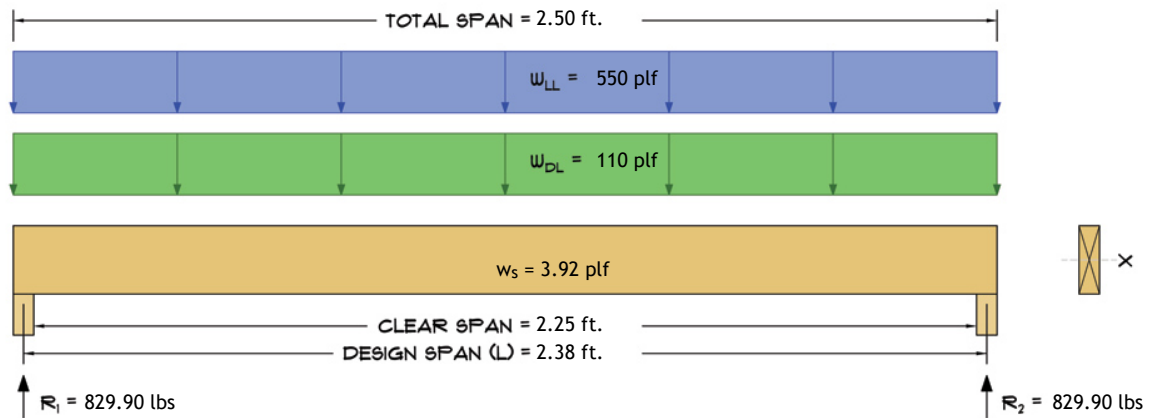 TOTAL SPAN = 2.50 ft.
WLL = 550 plf
WDL = 110 plf
ws = 3.92 plf
X
CLEAR SPAN = 2.25 ft.
DESIGN SPAN (L) = 2.38 ft.
R1 = 829.90 lbs
R2 = 829.90 lbs